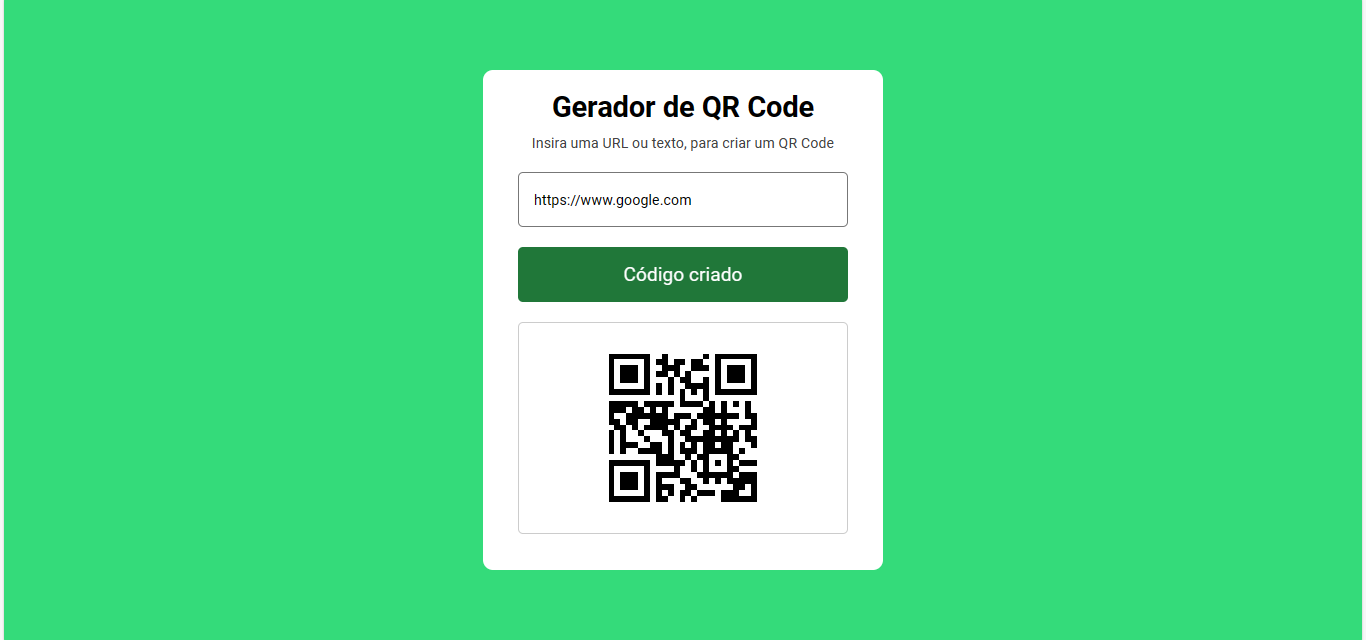 Gerador de QR Code
Insira uma URL ou texto, para criar um QR Code
https://www.google.com
Código criado